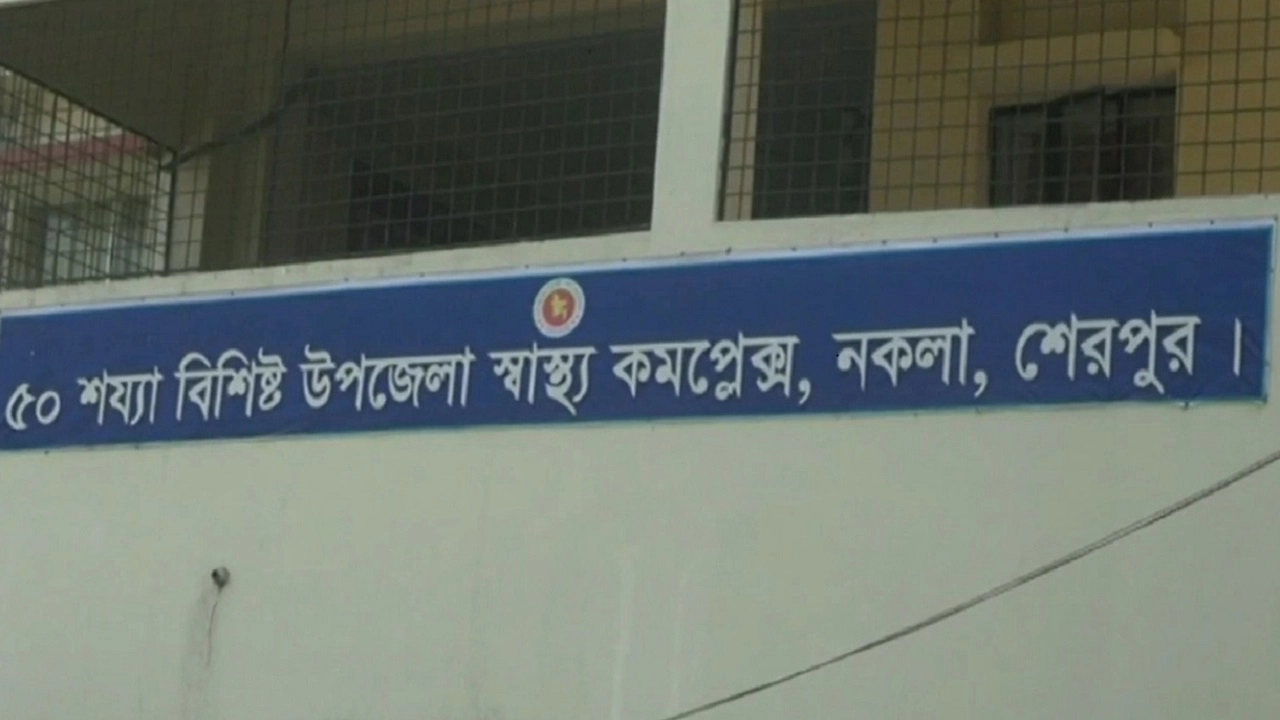 ৫০ শয্যা বিশিষ্ট উপজেলা স্বাস্থ্য কমপ্লেক্স, নকলা, শেরপুর ।